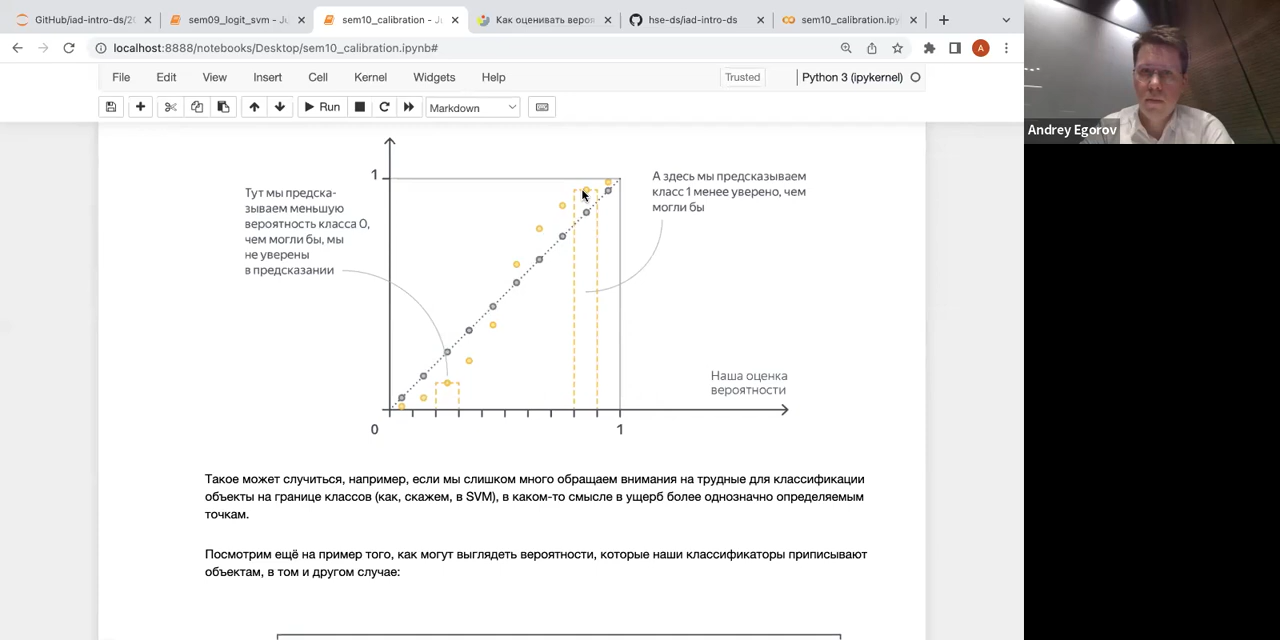 GitHub/iad-intro-ds/20
sem09_logit_svm - Ju
sem10_calibration - J
Как оценивать вероя
hse-ds/iad-intro-ds
sem10_calibration.ipy
localhost:8888/notebooks/Desktop/sem10_calibration.ipynb#
A
File Edit View Insert Cell Kernel Widgets Help
Trusted
Python 3 (ipykernel)
Run
Markdown
Andrey Egorov
1
Тут мы предска-
зываем меньшую
вероятность класса 0,
чем могли бы, мы
не уверены
в предсказании
А здесь мы предсказываем
класс 1 менее уверено, чем
могли бы
Наша оценка
вероятности
0
1
Такое может случиться, например, если мы слишком много обращаем внимания на трудные для классификации
объекты на границе классов (как, скажем, в SVM), в каком-то смысле в ущерб более однозначно определяемым
точкам.
Посмотрим ещё на пример того, как могут выглядеть вероятности, которые наши классификаторы приписывают
объектам, в том и другом случае: